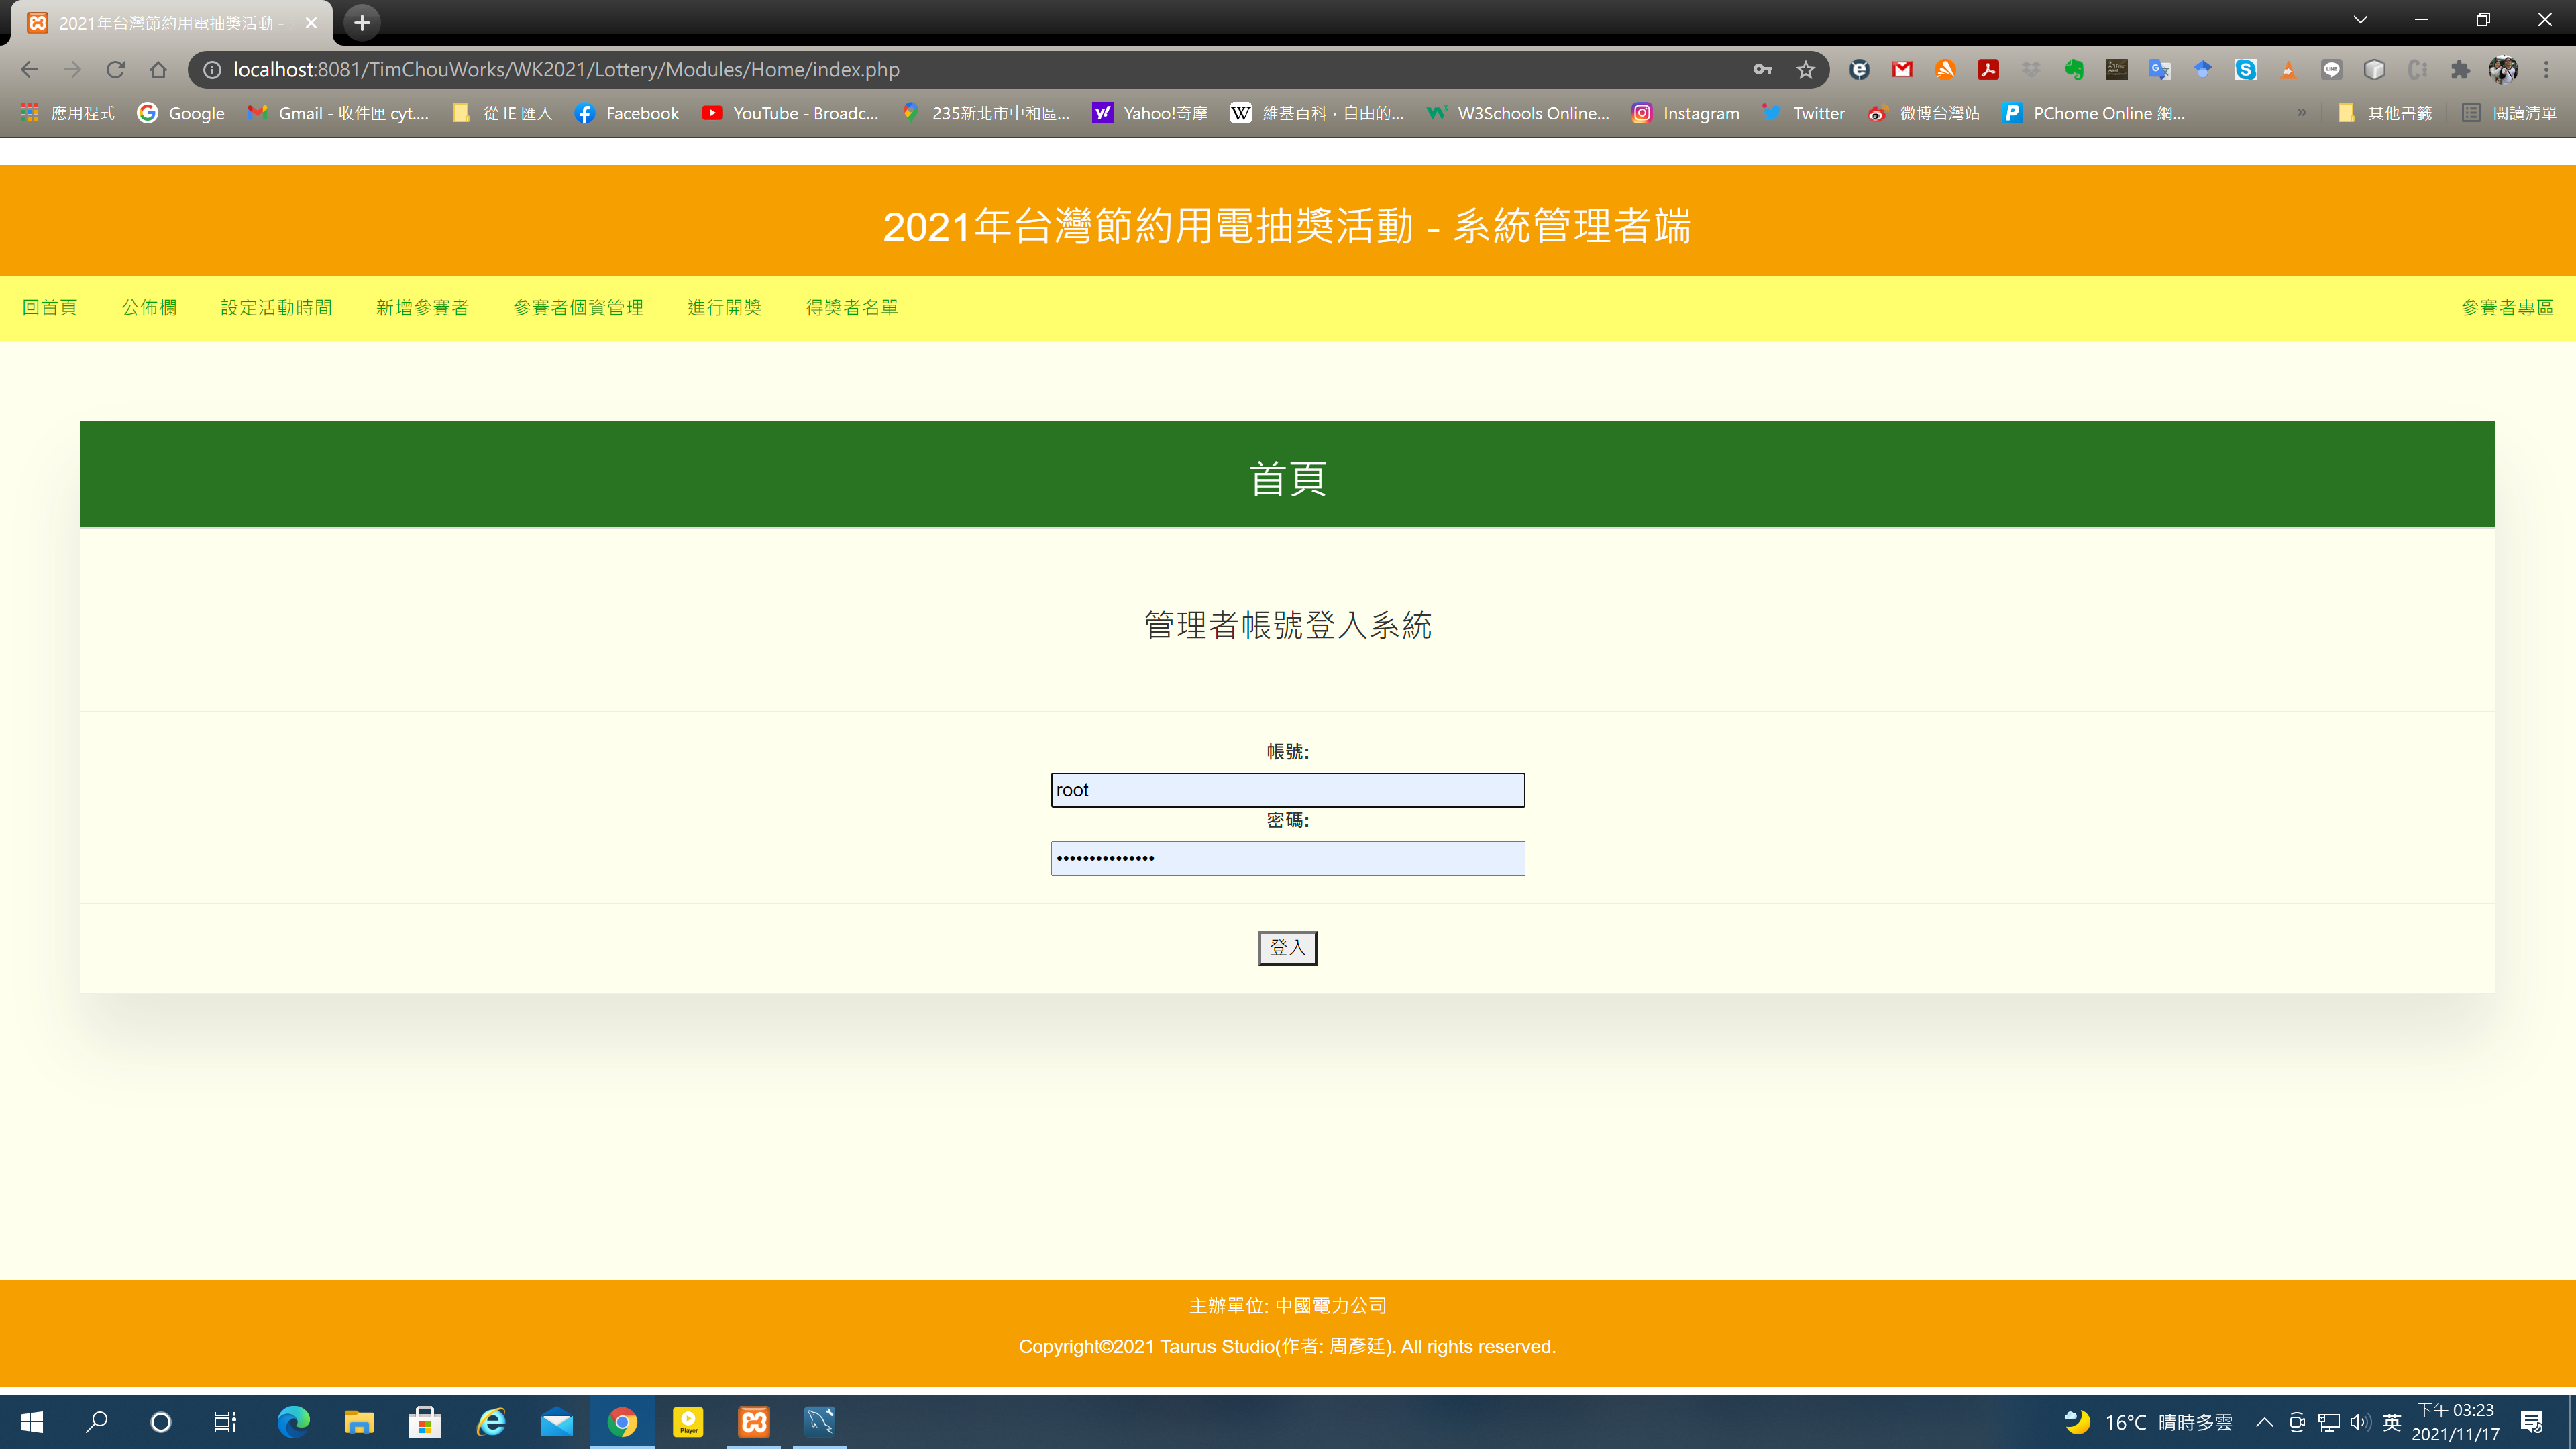 2021年台灣節約用電抽獎活動 -
localhost:8081/TimChouWorks/WK2021/Lottery/Modules/Home/index.php
應用程式 Google Gmail - 收件匣 cyt.... 從 IE 匯入 Facebook YouTube - Broadc... 235新北市中和區... Yahoo!奇摩 維基百科，自由的... W3Schools Online... Instagram Twitter 微博台灣站 PChome Online 網... » 其他書籤 閱讀清單
2021年台灣節約用電抽獎活動 - 系統管理者端
回首頁 公佈欄 設定活動時間 新增參賽者 參賽者個資管理 進行開獎 得獎者名單 參賽者專區
首頁
管理者帳號登入系統
帳號:
root
密碼:
•••••••••••••••
登入
主辦單位: 中國電力公司
Copyright©2021 Taurus Studio(作者: 周彥廷). All rights reserved.
16°C 晴時多雲 英 下午 03:23
2021/11/17